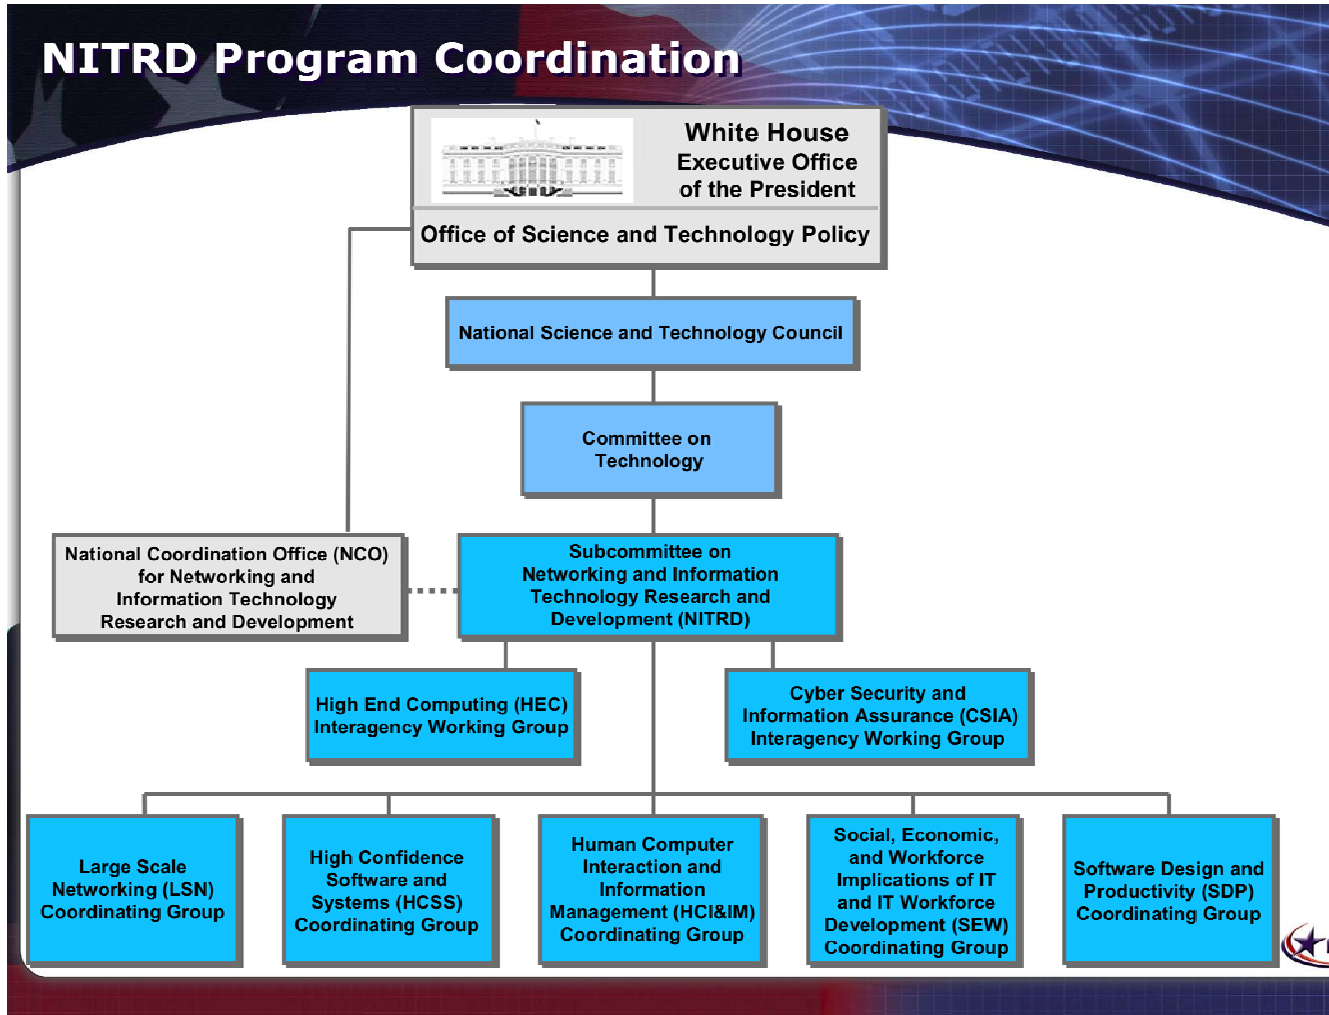 NITRD Program Coordination
White House
Executive Office
of the President
Office of Science and Technology Policy
National Science and Technology Council
Committee on
Technology
National Coordination Office (NCO)
for Networking and
Information Technology
Research and Development
Subcommittee on
Networking and Information
Technology Research and
Development (NITRD)
High End Computing (HEC)
Interagency Working Group
Cyber Security and
Information Assurance (CSIA)
Interagency Working Group
Large Scale
Networking (LSN)
Coordinating Group
High Confidence
Software and
Systems (HCSS)
Coordinating Group
Human Computer
Interaction and
Information
Management (HCI&IM)
Coordinating Group
Social, Economic,
and Workforce
Implications of IT
and IT Workforce
Development (SEW)
Coordinating Group
Software Design and
Productivity (SDP)
Coordinating Group